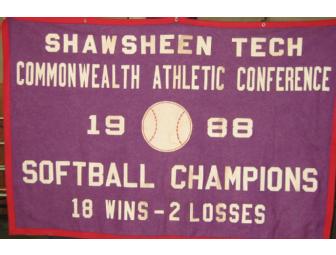 SHAWSHEEN TECH
COMMONWEALTH ATHLETIC CONFERENCE
19 88
SOFTBALL CHAMPIONS
18 WINS - 2 LOSSES